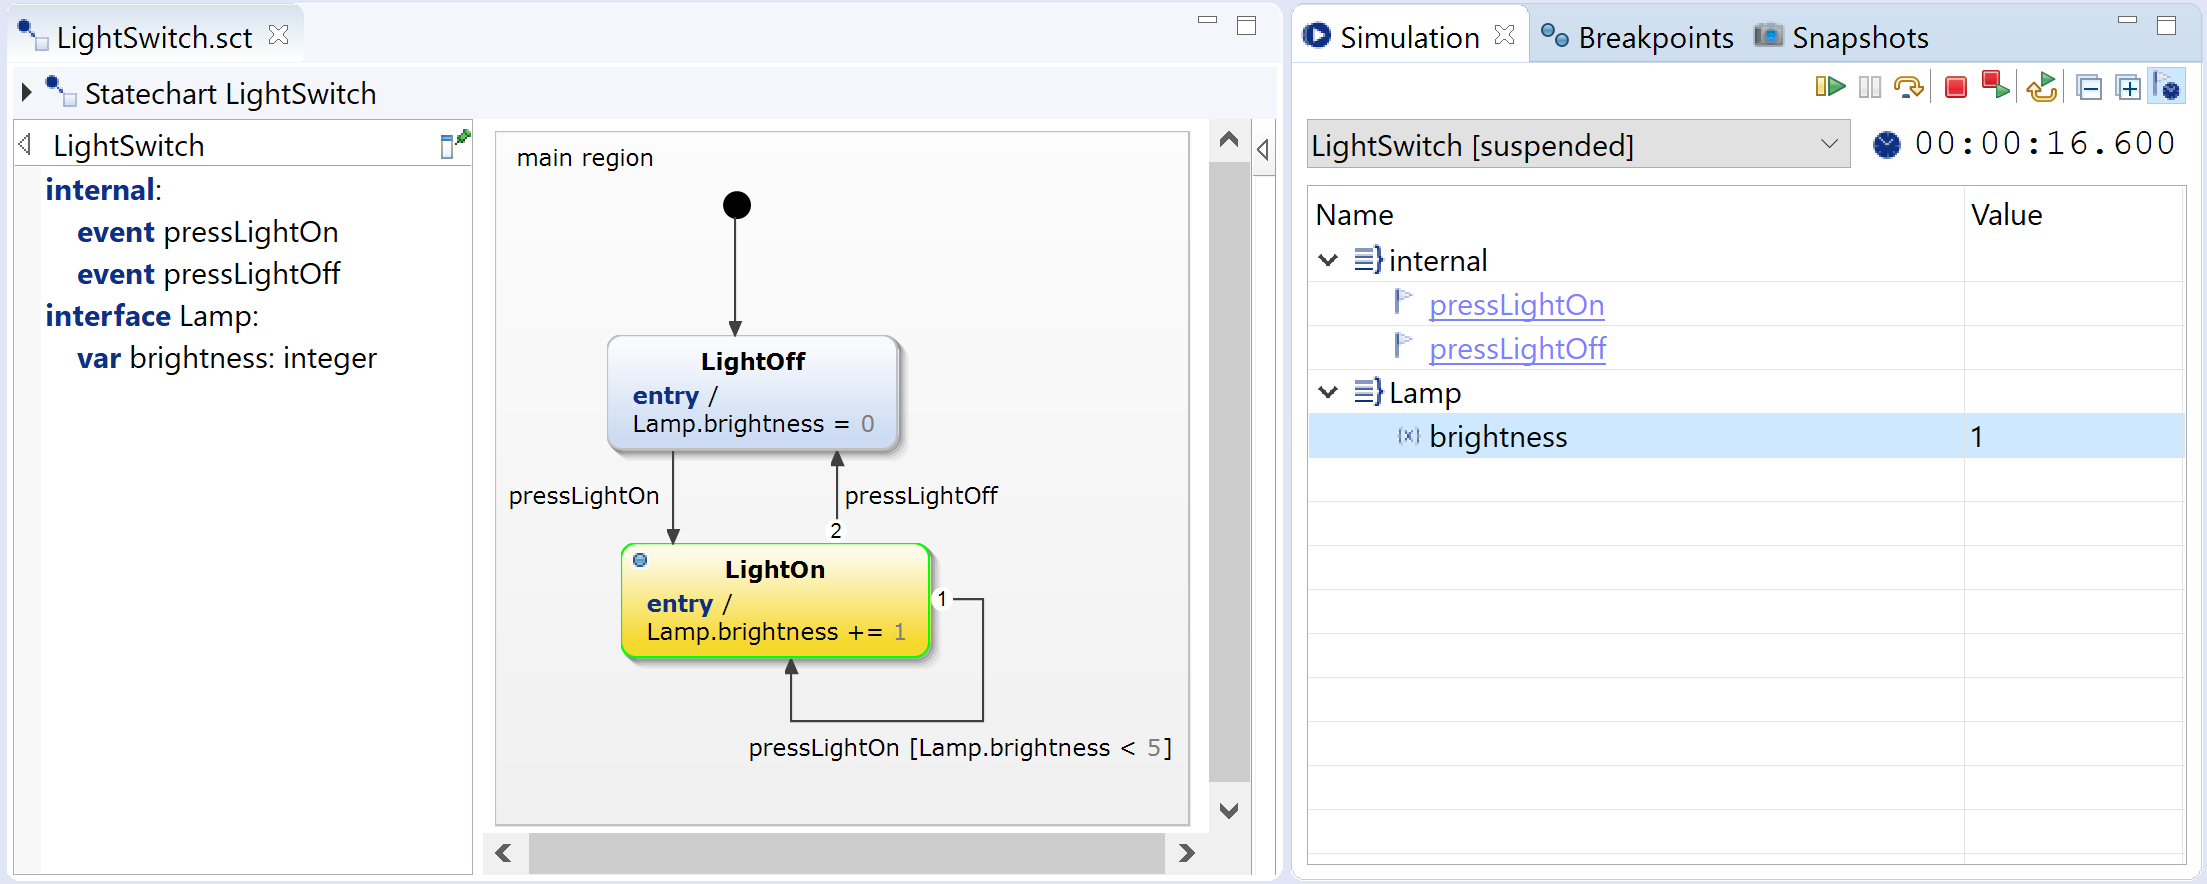 LightSwitch.sct
Statechart LightSwitch
LightSwitch
internal:
event pressLightOn
event pressLightOff
interface Lamp:
var brightness: integer
main region
LightOff
entry /
Lamp.brightness = 0
pressLightOn
pressLightOff
2
LightOn
entry /
Lamp.brightness += 1
1
pressLightOn [Lamp.brightness < 5]
Simulation
Breakpoints
Snapshots
LightSwitch [suspended]
00:00:16.600
Name Value
internal
pressLightOn
pressLightOff
Lamp
brightness 1